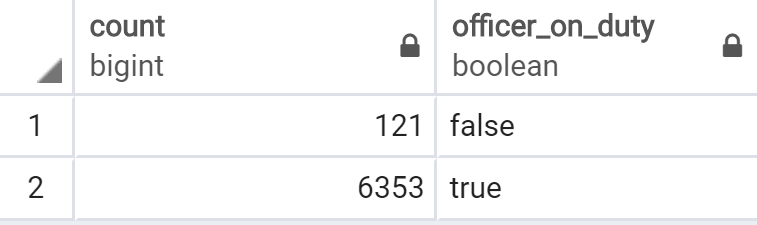 count officer_on_duty
bigint boolean
1 121 false
2 6353 true